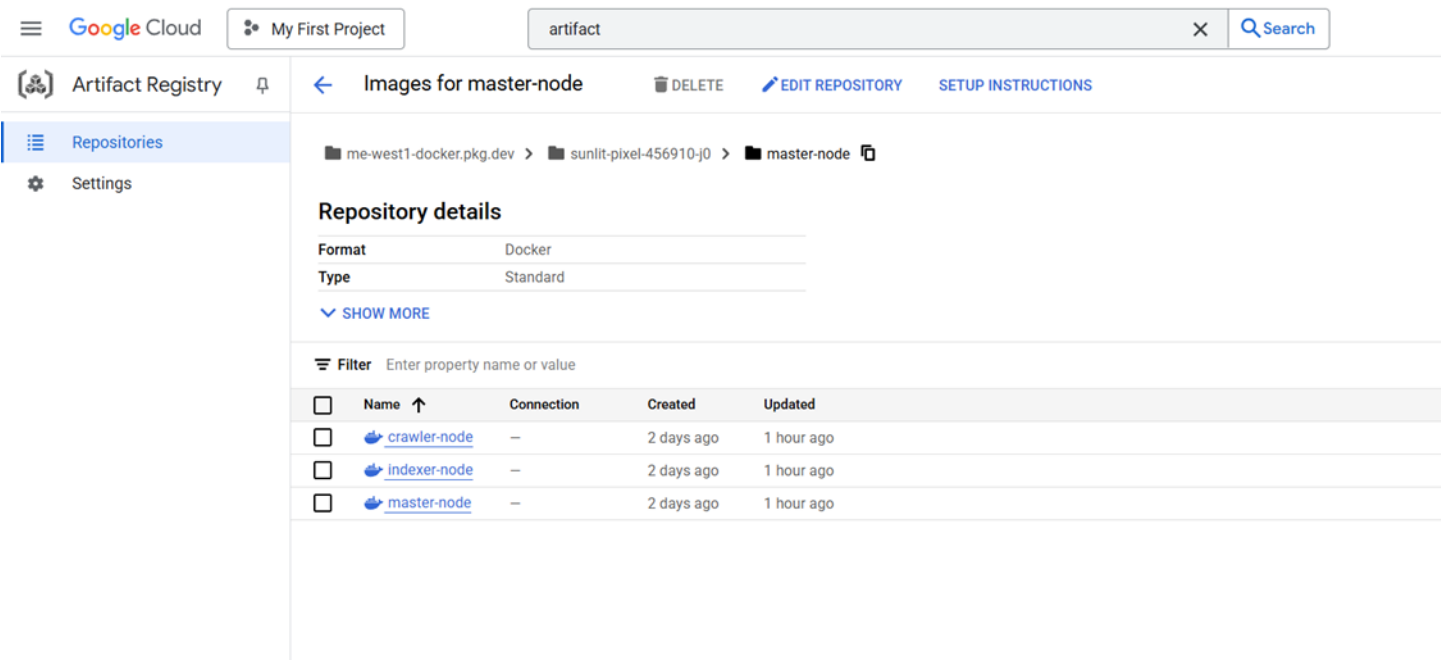 Google Cloud My First Project artifact Search
Artifact Registry Images for master-node DELETE EDIT REPOSITORY SETUP INSTRUCTIONS
Repositories
Settings
me-west1-docker.pkg.dev > sunlit-pixel-456910-j0 > master-node
Repository details
Format Docker
Type Standard
SHOW MORE
Filter Enter property name or value
Name Connection Created Updated
crawler-node – 2 days ago 1 hour ago
indexer-node – 2 days ago 1 hour ago
master-node – 2 days ago 1 hour ago